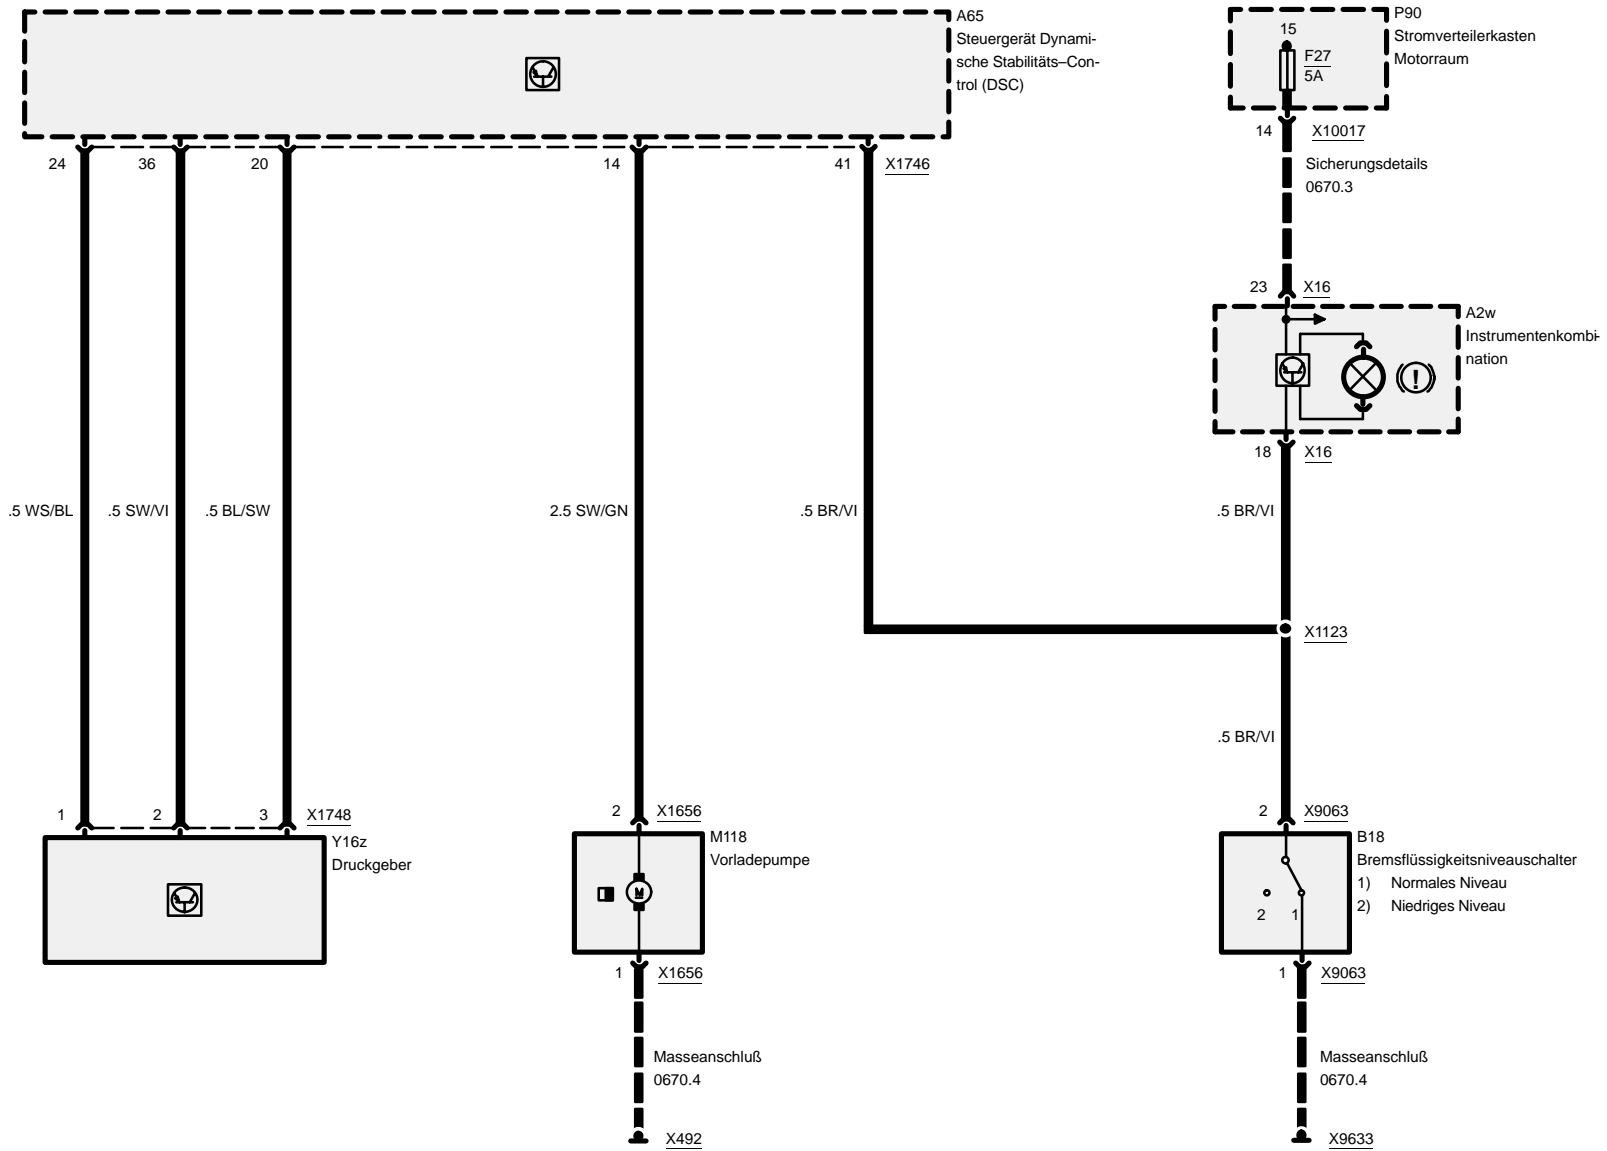 A65
Steuergerät Dynami-
sche Stabilitäts–Con-
trol (DSC)
P90
Stromverteilerkasten
Motorraum
15
F27
5A
14 X10017
Sicherungsdetails
0670.3
24 36 20 14 41 X1746
23 X16
A2w
Instrumentenkombi-
nation
18 X16
.5 WS/BL .5 SW/VI .5 BL/SW 2.5 SW/GN .5 BR/VI .5 BR/VI
X1123
.5 BR/VI
1 2 3 X1748
Y16z
Druckgeber
2 X1656
M118
Vorladepumpe
M
2 X9063
B18
Bremsflüssigkeitsniveauschalter
1) Normales Niveau
2) Niedriges Niveau
2 1
1 X1656
1 X9063
Masseanschluß
0670.4
Masseanschluß
0670.4
X492
X9633